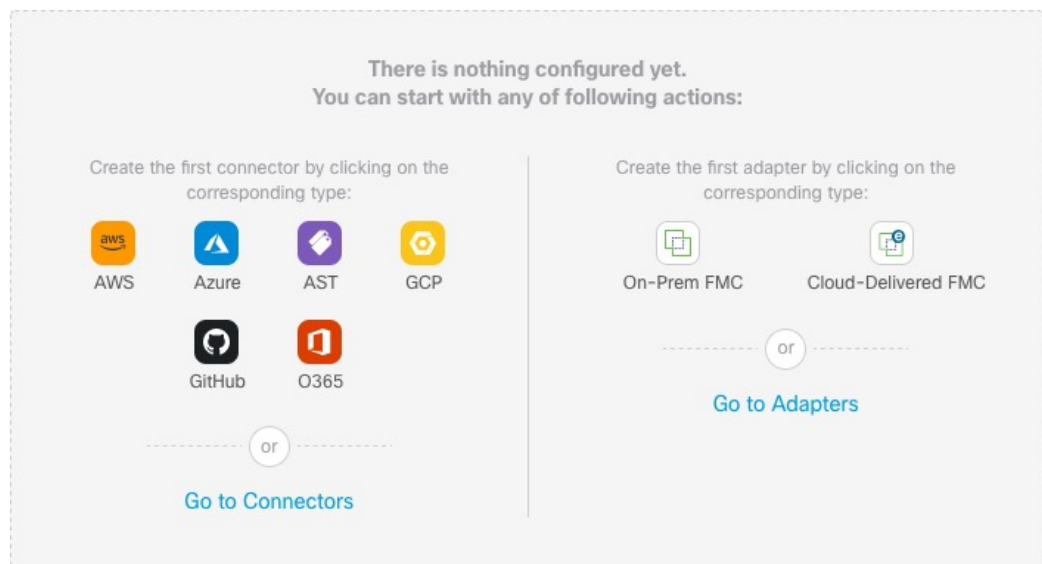 There is nothing configured yet.
You can start with any of following actions:
Create the first connector by clicking on the
corresponding type:
aws
AWS
Azure
AST
GCP
GitHub
O365
or
Go to Connectors
Create the first adapter by clicking on the
corresponding type:
e
On-Prem FMC
Cloud-Delivered FMC
or
Go to Adapters